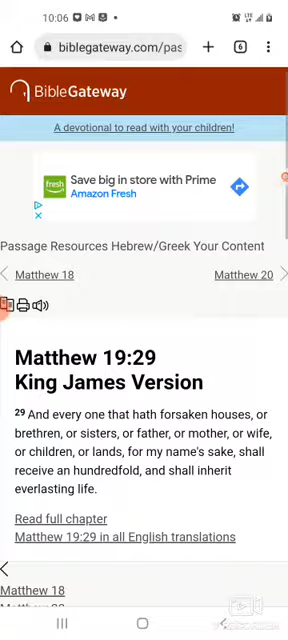 10:06
LTE
biblegateway.com/pas
6
BibleGateway
A devotional to read with your children!
fresh
Save big in store with Prime
Amazon Fresh
Passage Resources Hebrew/Greek Your Content
Matthew 18
Matthew 20
Matthew 19:29
King James Version
29 And every one that hath forsaken houses, or
brethren, or sisters, or father, or mother, or wife,
or children, or lands, for my name's sake, shall
receive an hundredfold, and shall inherit
everlasting life.
Read full chapter
Matthew 19:29 in all English translations
Matthew 18